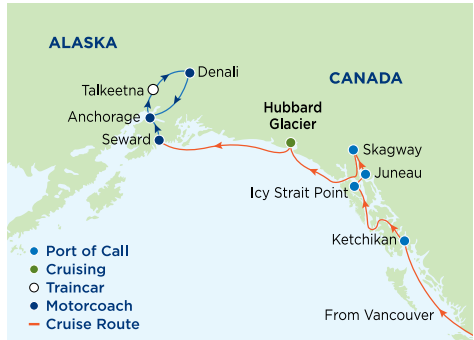 ALASKA
Denali
CANADA
Talkeetna
Anchorage
Hubbard
Glacier
Seward
Skagway
Juneau
Icy Strait Point
Ketchikan
Port of Call
Cruising
Traincar
Motorcoach
Cruise Route
From Vancouver